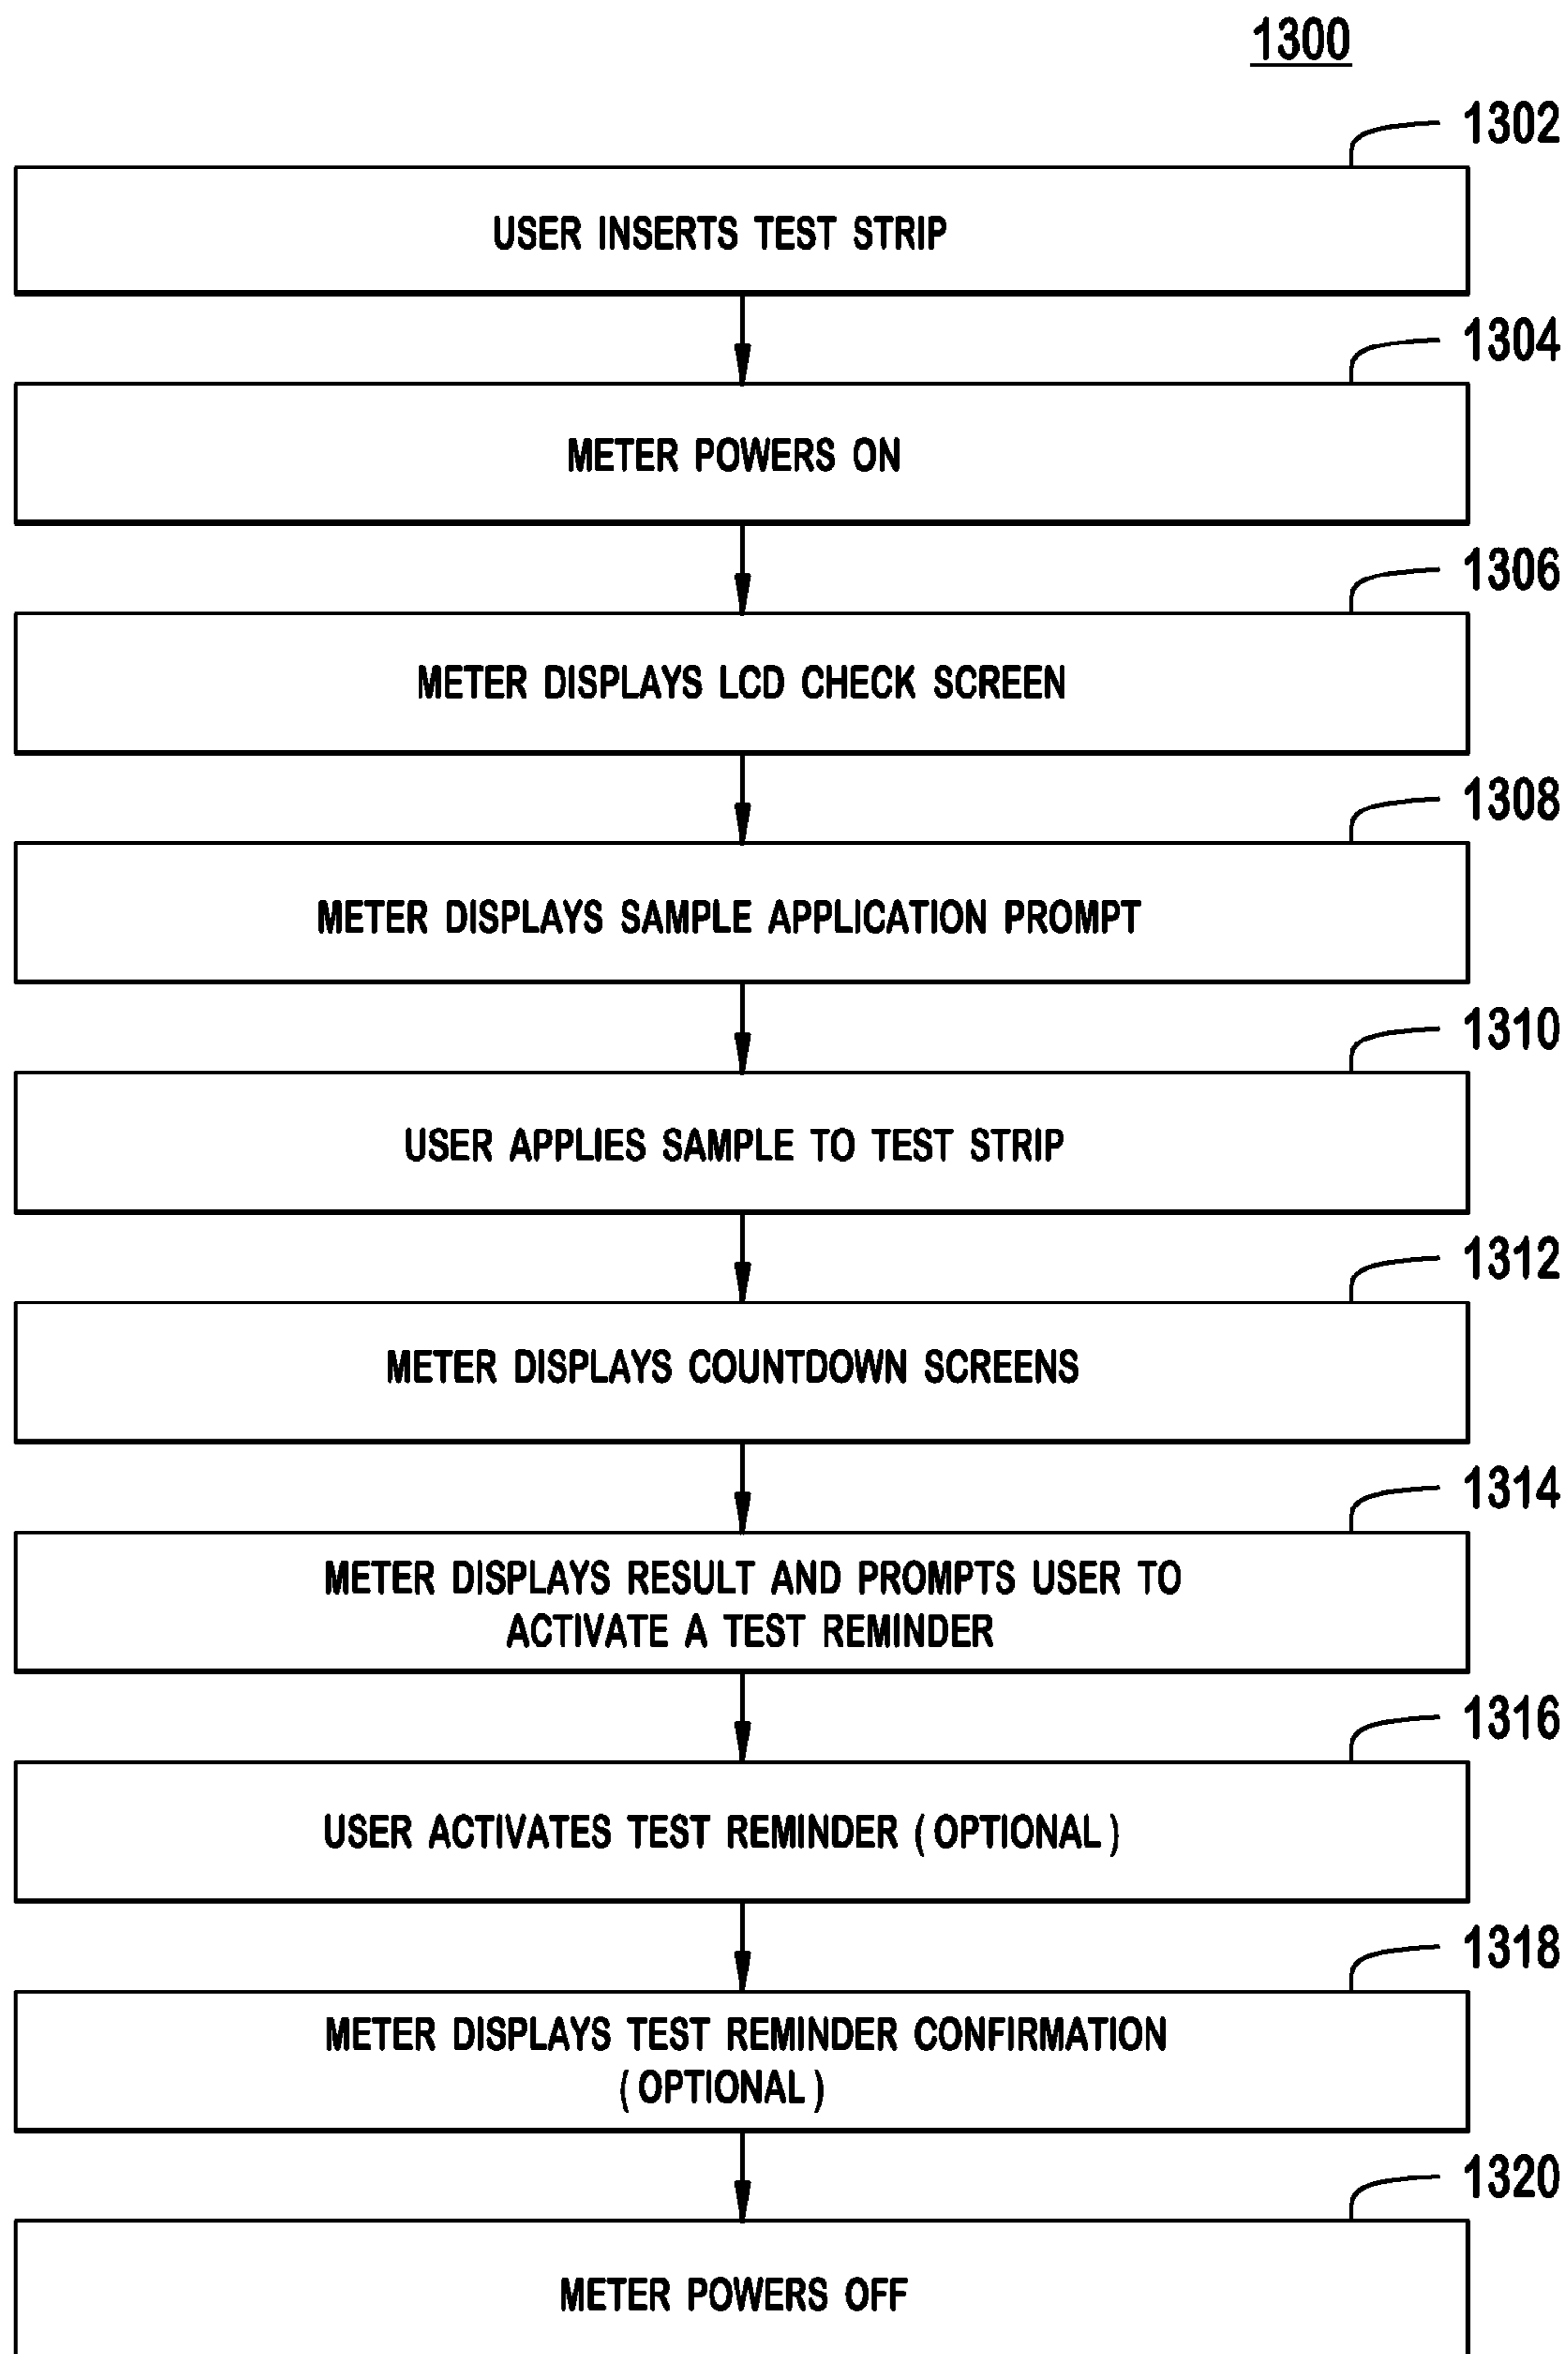 1300
1302
USER INSERTS TEST STRIP
1304
METER POWERS ON
1306
METER DISPLAYS LCD CHECK SCREEN
1308
METER DISPLAYS SAMPLE APPLICATION PROMPT
1310
USER APPLIES SAMPLE TO TEST STRIP
1312
METER DISPLAYS COUNTDOWN SCREENS
1314
METER DISPLAYS RESULT AND PROMPTS USER TO
ACTIVATE A TEST REMINDER
1316
USER ACTIVATES TEST REMINDER (OPTIONAL)
1318
METER DISPLAYS TEST REMINDER CONFIRMATION
(OPTIONAL)
1320
METER POWERS OFF